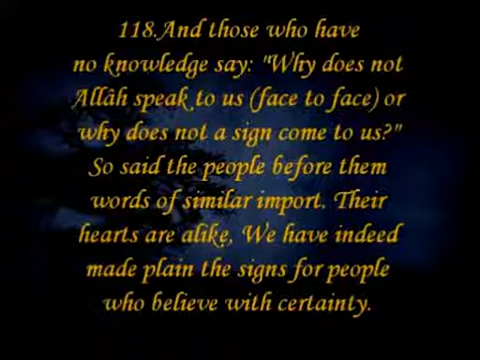 118.And those who have
no knowledge say: "Why does not
Allâh speak to us (face to face) or
why does not a sign come to us?"
So said the people before them
words of similar import. Their
hearts are alike, We have indeed
made plain the signs for people
who believe with certainty.